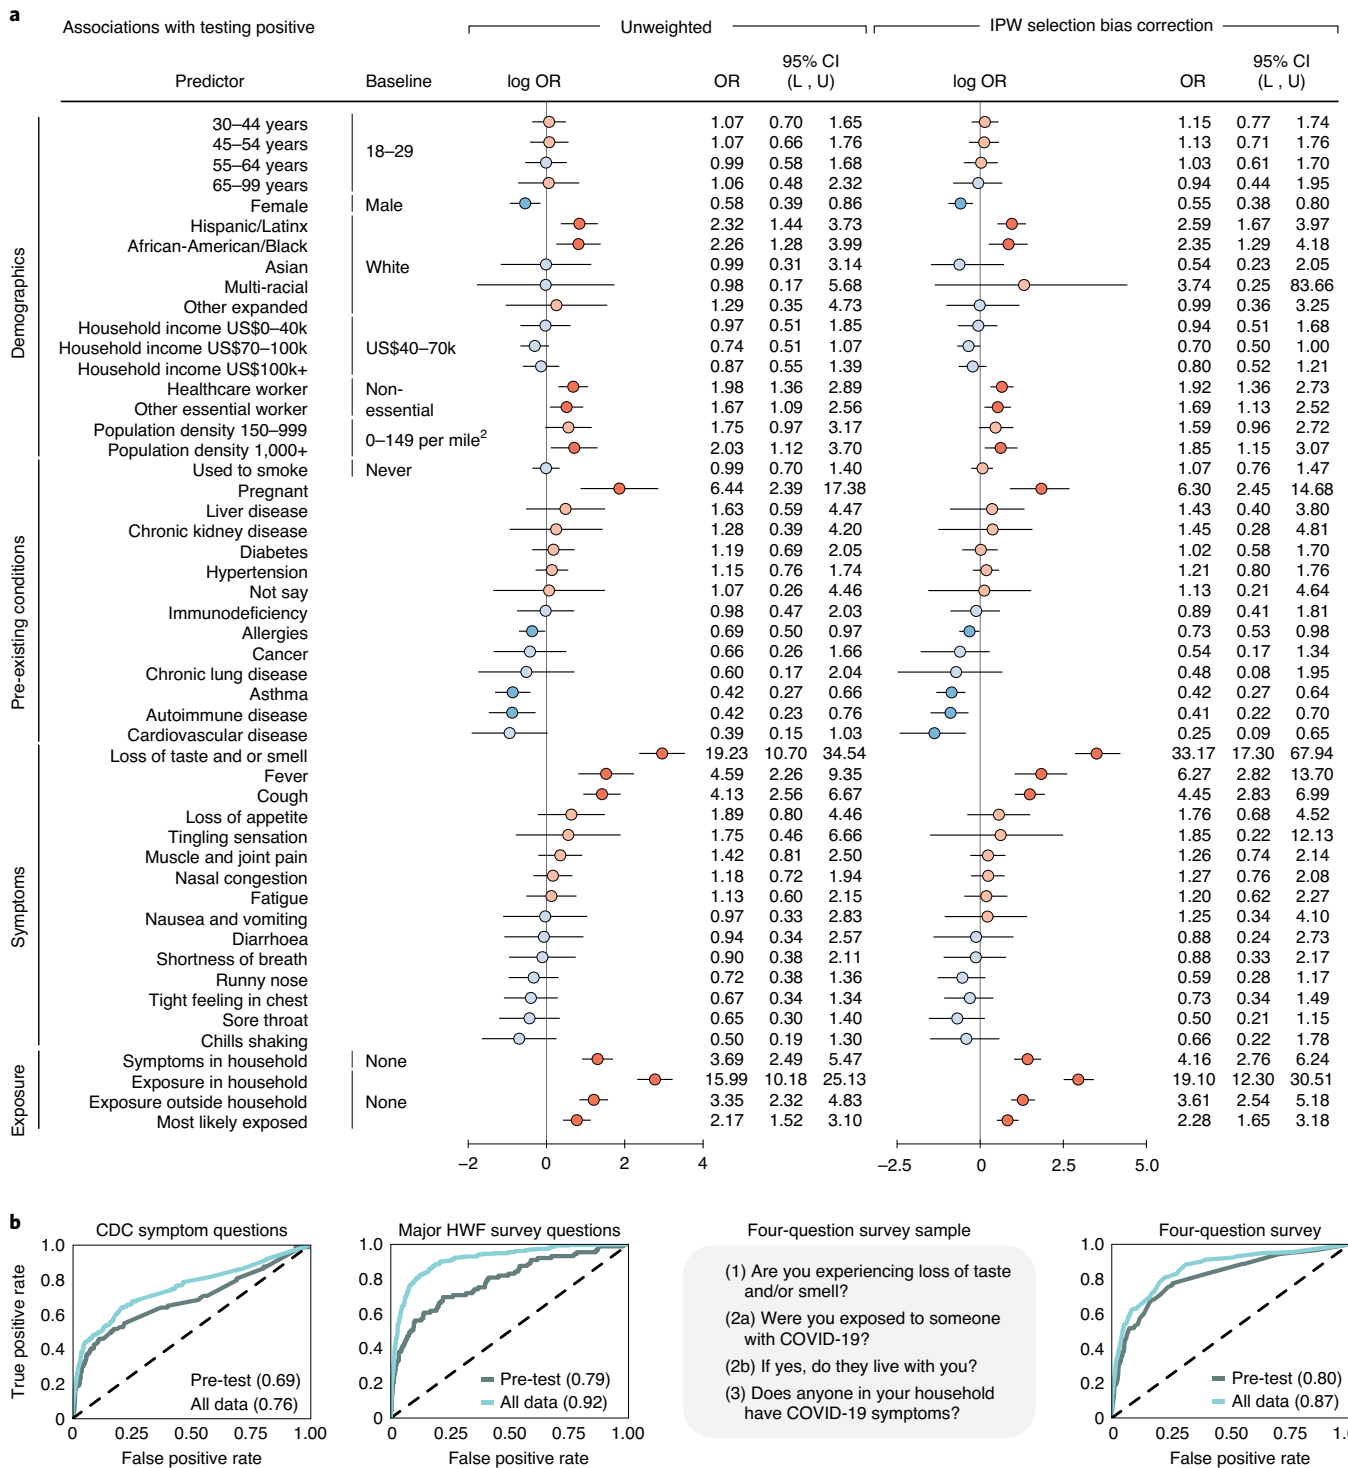 a
Associations with testing positive
Unweighted
IPW selection bias correction
Predictor Baseline log OR OR 95% CI (L , U) log OR OR 95% CI (L , U)
Demographics
30–44 years 18–29 1.07 0.70 1.65 1.15 0.77 1.74
45–54 years 1.07 0.66 1.76 1.13 0.71 1.76
55–64 years 0.99 0.58 1.68 1.03 0.61 1.70
65–99 years 1.06 0.48 2.32 0.94 0.44 1.95
Female Male 0.58 0.39 0.86 0.55 0.38 0.80
Hispanic/Latinx 2.32 1.44 3.73 2.59 1.67 3.97
African-American/Black 2.26 1.28 3.99 2.35 1.29 4.18
Asian White 0.99 0.31 3.14 0.54 0.23 2.05
Multi-racial 0.98 0.17 5.68 3.74 0.25 83.66
Other expanded 1.29 0.35 4.73 0.99 0.36 3.25
Household income US$0–40k 0.97 0.51 1.85 0.94 0.51 1.68
Household income US$70–100k US$40–70k 0.74 0.51 1.07 0.70 0.50 1.00
Household income US$100k+ 0.87 0.55 1.39 0.80 0.52 1.21
Healthcare worker Non- 1.98 1.36 2.89 1.92 1.36 2.73
Other essential worker essential 1.67 1.09 2.56 1.69 1.13 2.52
Population density 150–999 0–149 per mile² 1.75 0.97 3.17 1.59 0.96 2.72
Population density 1,000+ 2.03 1.12 3.70 1.85 1.15 3.07
Pre-existing conditions
Used to smoke Never 0.99 0.70 1.40 1.07 0.76 1.47
Pregnant 6.44 2.39 17.38 6.30 2.45 14.68
Liver disease 1.63 0.59 4.47 1.43 0.40 3.80
Chronic kidney disease 1.28 0.39 4.20 1.45 0.28 4.81
Diabetes 1.19 0.69 2.05 1.02 0.58 1.70
Hypertension 1.15 0.76 1.74 1.21 0.80 1.76
Not say 1.07 0.26 4.46 1.13 0.21 4.64
Immunodeficiency 0.98 0.47 2.03 0.89 0.41 1.81
Allergies 0.69 0.50 0.97 0.73 0.53 0.98
Cancer 0.66 0.26 1.66 0.54 0.17 1.34
Chronic lung disease 0.60 0.17 2.04 0.48 0.08 1.95
Asthma 0.42 0.27 0.66 0.42 0.27 0.64
Autoimmune disease 0.42 0.23 0.76 0.41 0.22 0.70
Cardiovascular disease 0.39 0.15 1.03 0.25 0.09 0.65
Symptoms
Loss of taste and or smell 19.23 10.70 34.54 33.17 17.30 67.94
Fever 4.59 2.26 9.35 6.27 2.82 13.70
Cough 4.13 2.56 6.67 4.45 2.83 6.99
Loss of appetite 1.89 0.80 4.46 1.76 0.68 4.52
Tingling sensation 1.75 0.46 6.66 1.85 0.22 12.13
Muscle and joint pain 1.42 0.81 2.50 1.26 0.74 2.14
Nasal congestion 1.18 0.72 1.94 1.27 0.76 2.08
Fatigue 1.13 0.60 2.15 1.20 0.62 2.27
Nausea and vomiting 0.97 0.33 2.83 1.25 0.34 4.10
Diarrhoea 0.94 0.34 2.57 0.88 0.24 2.73
Shortness of breath 0.90 0.38 2.11 0.88 0.33 2.17
Runny nose 0.72 0.38 1.36 0.59 0.28 1.17
Tight feeling in chest 0.67 0.34 1.34 0.73 0.34 1.49
Sore throat 0.65 0.30 1.40 0.50 0.21 1.15
Chills shaking 0.50 0.19 1.30 0.66 0.22 1.78
Exposure
Symptoms in household None 3.69 2.49 5.47 4.16 2.76 6.24
Exposure in household 15.99 10.18 25.13 19.10 12.30 30.51
Exposure outside household None 3.35 2.32 4.83 3.61 2.54 5.18
Most likely exposed 2.17 1.52 3.10 2.28 1.65 3.18
−2 0 2 4 −2.5 0 2.5 5.0
b
CDC symptom questions
True positive rate
1.0
0.8
0.6
0.4
0.2
0
Pre-test (0.69)
All data (0.76)
0 0.25 0.50 0.75 1.00
False positive rate
Major HWF survey questions
1.0
0.8
0.6
0.4
0.2
0
Pre-test (0.79)
All data (0.92)
0 0.25 0.50 0.75 1.00
False positive rate
Four-question survey sample
(1) Are you experiencing loss of taste
and/or smell?
(2a) Were you exposed to someone
with COVID-19?
(2b) If yes, do they live with you?
(3) Does anyone in your household
have COVID-19 symptoms?
Four-question survey
1.0
0.8
0.6
0.4
0.2
0
Pre-test (0.80)
All data (0.87)
0 0.25 0.50 0.75
False positive rate